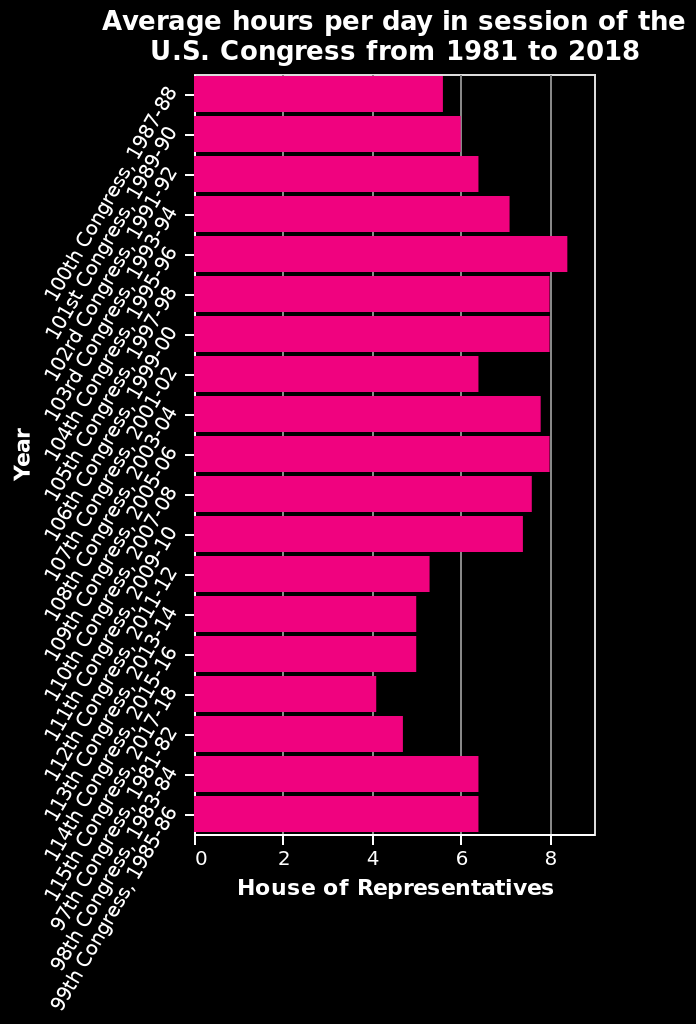 Average hours per day in session of the
U.S. Congress from 1981 to 2018
100th Congress, 1987-88
101st Congress, 1989-90
102rd Congress, 1991-92
103rd Congress, 1993-94
104th Congress, 1995-96
105th Congress, 1997-98
106th Congress, 1999-00
107th Congress, 2001-02
108th Congress, 2003-04
109th Congress, 2005-06
110th Congress, 2007-08
111th Congress, 2009-10
112th Congress, 2011-12
113th Congress, 2013-14
114th Congress, 2015-16
115th Congress, 2017-18
97th Congress, 1981-82
98th Congress, 1983-84
99th Congress, 1985-86
Year
0 2 4 6 8
House of Representatives